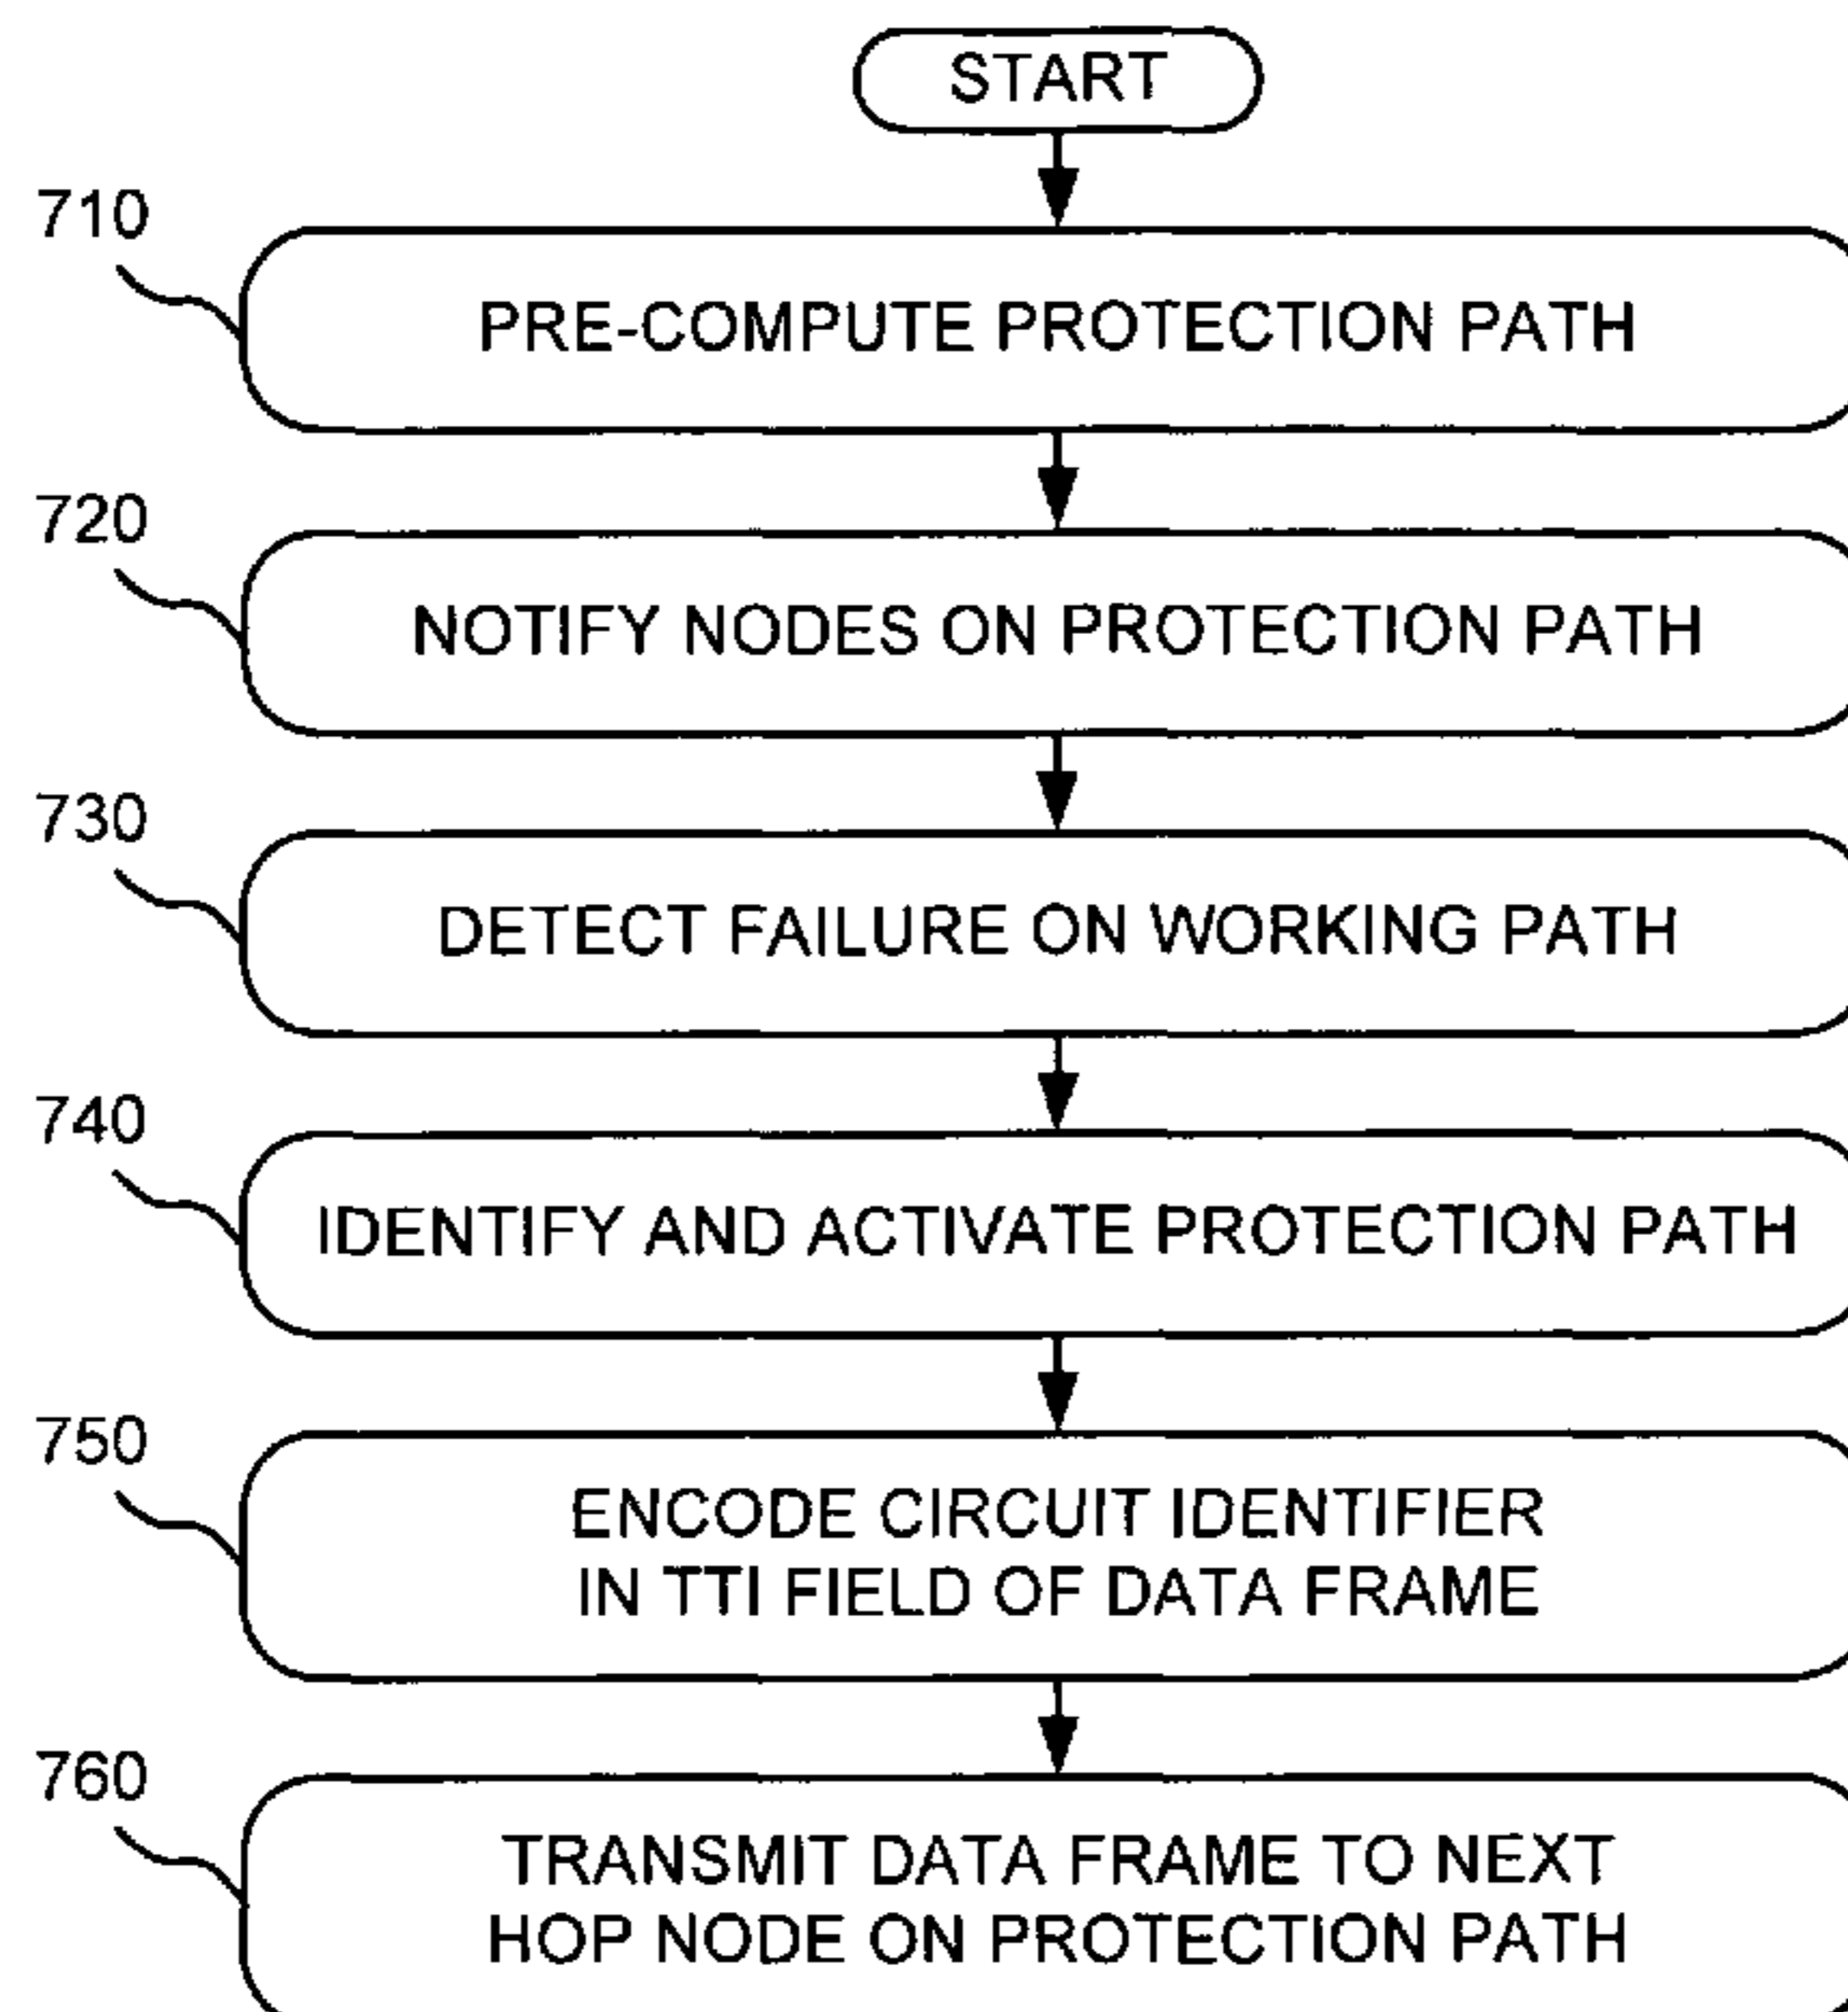 START
710
PRE-COMPUTE PROTECTION PATH
720
NOTIFY NODES ON PROTECTION PATH
730
DETECT FAILURE ON WORKING PATH
740
IDENTIFY AND ACTIVATE PROTECTION PATH
750
ENCODE CIRCUIT IDENTIFIER
IN TTI FIELD OF DATA FRAME
760
TRANSMIT DATA FRAME TO NEXT
HOP NODE ON PROTECTION PATH